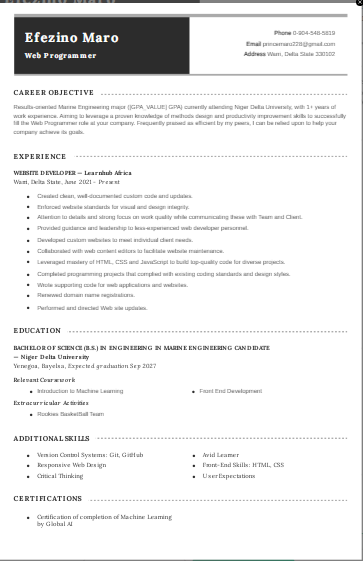 Efezino Maro
Web Programmer
Phone 0-904-548-5819
Email princemaro228@gmail.com
Address Warri, Delta State 330102
CAREER OBJECTIVE
Results-oriented Marine Engineering major ([GPA_VALUE] GPA) currently attending Niger Delta University, with 1+ years of
work experience. Aiming to leverage a proven knowledge of methods design and productivity improvement skills to successfully
fill the Web Programmer role at your company. Frequently praised as efficient by my peers, I can be relied upon to help your
company achieve its goals.
EXPERIENCE
WEBSITE DEVELOPER — Learnhub Africa
Warri, Delta State, June 2021 – Present
• Created clean, well-documented custom code and updates.
• Enforced website standards for visual and design integrity.
• Attention to details and strong focus on work quality while communicating these with Team and Client.
• Provided guidance and leadership to less-experienced web developer personnel.
• Developed custom websites to meet individual client needs.
• Collaborated with web content editors to facilitate website maintenance.
• Leveraged mastery of HTML, CSS and JavaScript to build top-quality code for diverse projects.
• Completed programming projects that complied with existing coding standards and design styles.
• Wrote supporting code for web applications and websites.
• Renewed domain name registrations.
• Performed and directed Web site updates.
EDUCATION
BACHELOR OF SCIENCE (B.S.) IN ENGINEERING IN MARINE ENGINEERING CANDIDATE
— Niger Delta University
Yenegoa, Bayelsa, Expected graduation Sep 2027
Relevant Coursework
• Introduction to Machine Learning • Front End Development
Extracurricular Activities
• Rookies BasketBall Team
ADDITIONAL SKILLS
• Version Control Systems: Git, GitHub • Avid Learner
• Responsive Web Design • Front-End Skills: HTML, CSS
• Critical Thinking • User Expectations
CERTIFICATIONS
• Certification of completion of Machine Learning
by Global AI